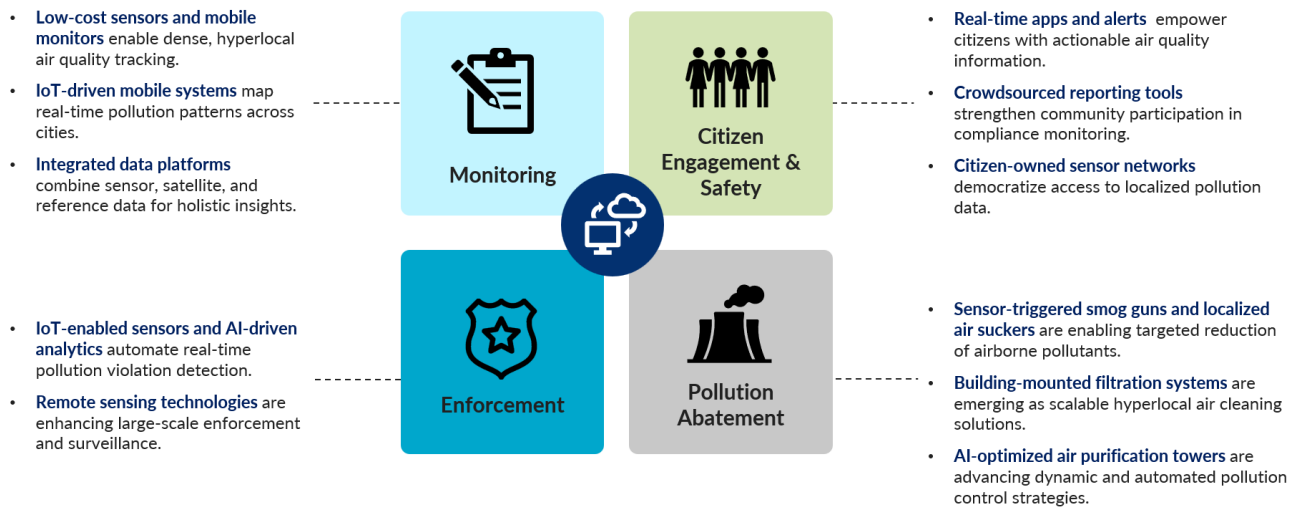 • Low-cost sensors and mobile
monitors enable dense, hyperlocal
air quality tracking.
• IoT-driven mobile systems map
real-time pollution patterns across
cities.
• Integrated data platforms
combine sensor, satellite, and
reference data for holistic insights.
Monitoring
Citizen
Engagement &
Safety
• Real-time apps and alerts empower
citizens with actionable air quality
information.
• Crowdsourced reporting tools
strengthen community participation in
compliance monitoring.
• Citizen-owned sensor networks
democratize access to localized pollution
data.
• IoT-enabled sensors and AI-driven
analytics automate real-time
pollution violation detection.
• Remote sensing technologies are
enhancing large-scale enforcement
and surveillance.
Enforcement
Pollution
Abatement
• Sensor-triggered smog guns and localized
air suckers are enabling targeted reduction
of airborne pollutants.
• Building-mounted filtration systems are
emerging as scalable hyperlocal air cleaning
solutions.
• AI-optimized air purification towers are
advancing dynamic and automated pollution
control strategies.